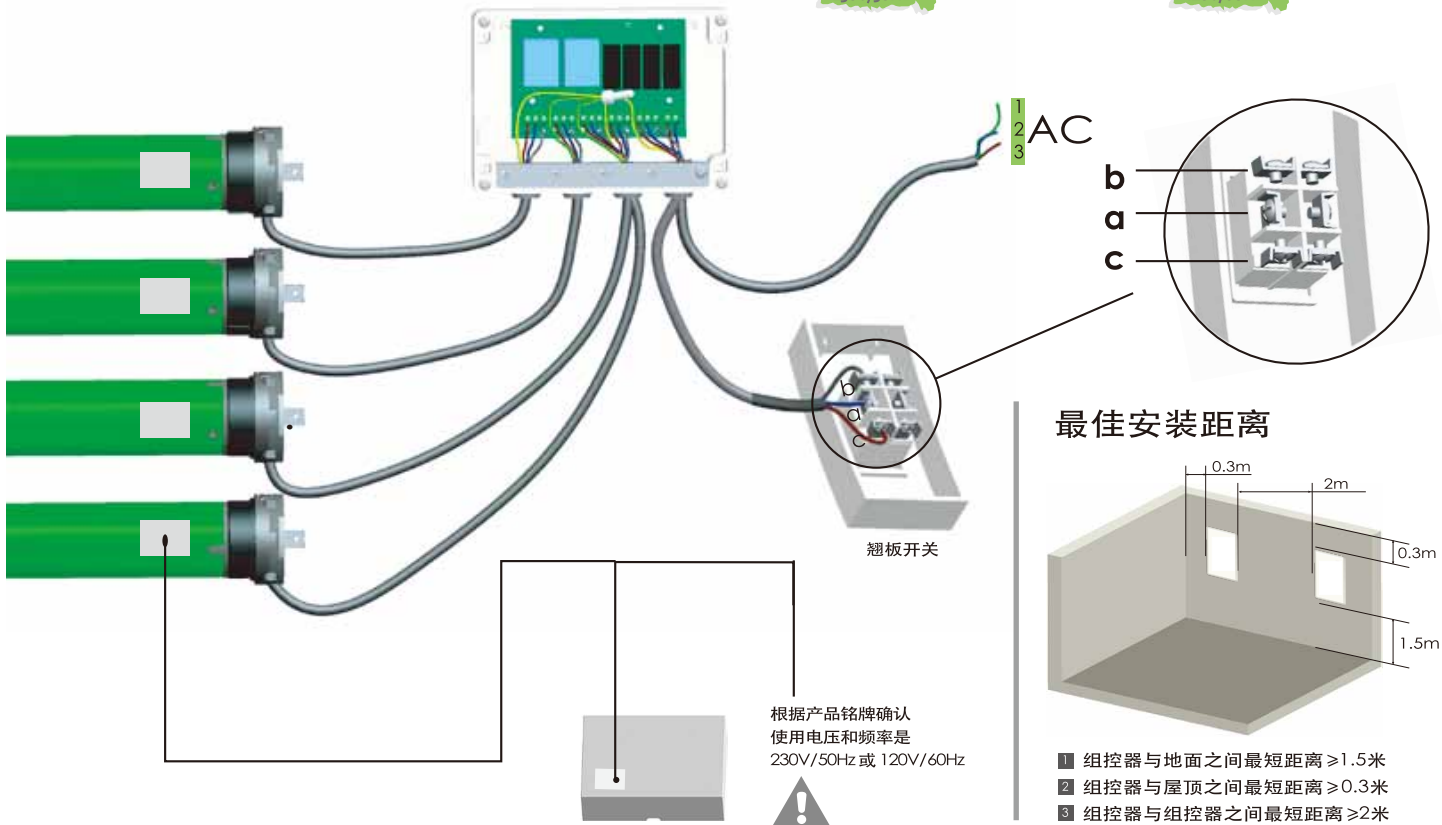 1
2
3
AC
b
a
c
b
a
c
翘板开关
根据产品铭牌确认
使用电压和频率是
230V/50Hz 或 120V/60Hz
最佳安装距离
0.3m
2m
0.3m
1.5m
1 组控器与地面之间最短距离≥1.5米
2 组控器与屋顶之间最短距离≥0.3米
3 组控器与组控器之间最短距离≥2米